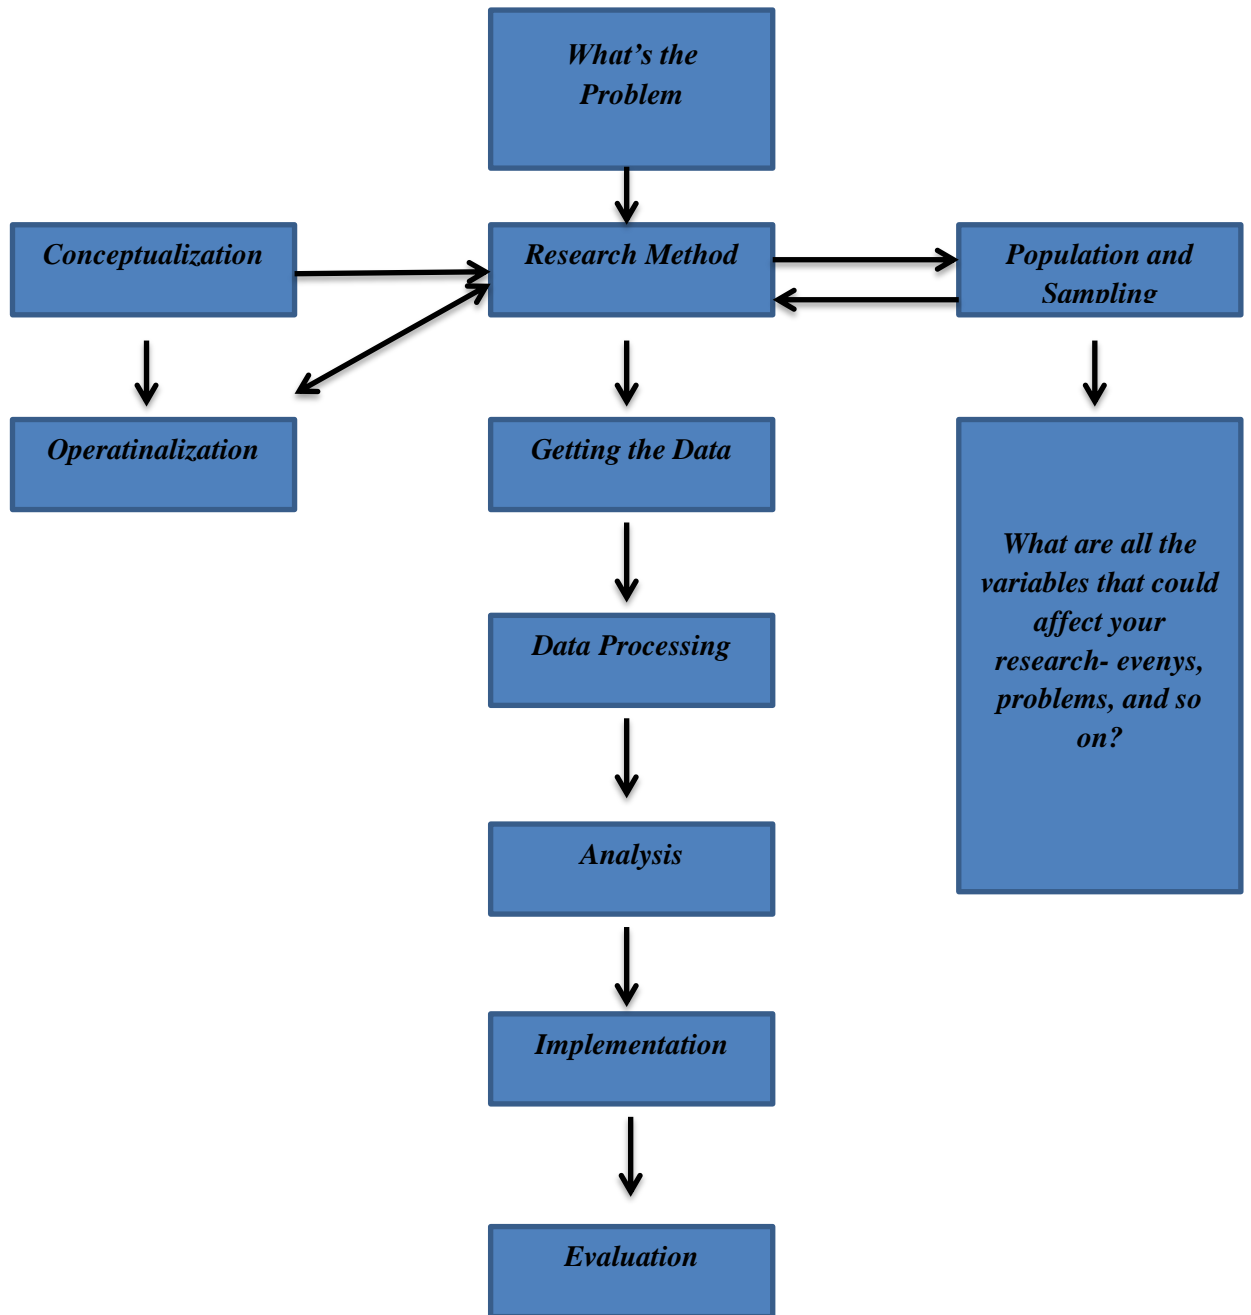 What’s the
Problem
Conceptualization
Research Method
Population and
Sampling
Operatinalization
Getting the Data
What are all the
variables that could
affect your
research- evenys,
problems, and so
on?
Data Processing
Analysis
Implementation
Evaluation